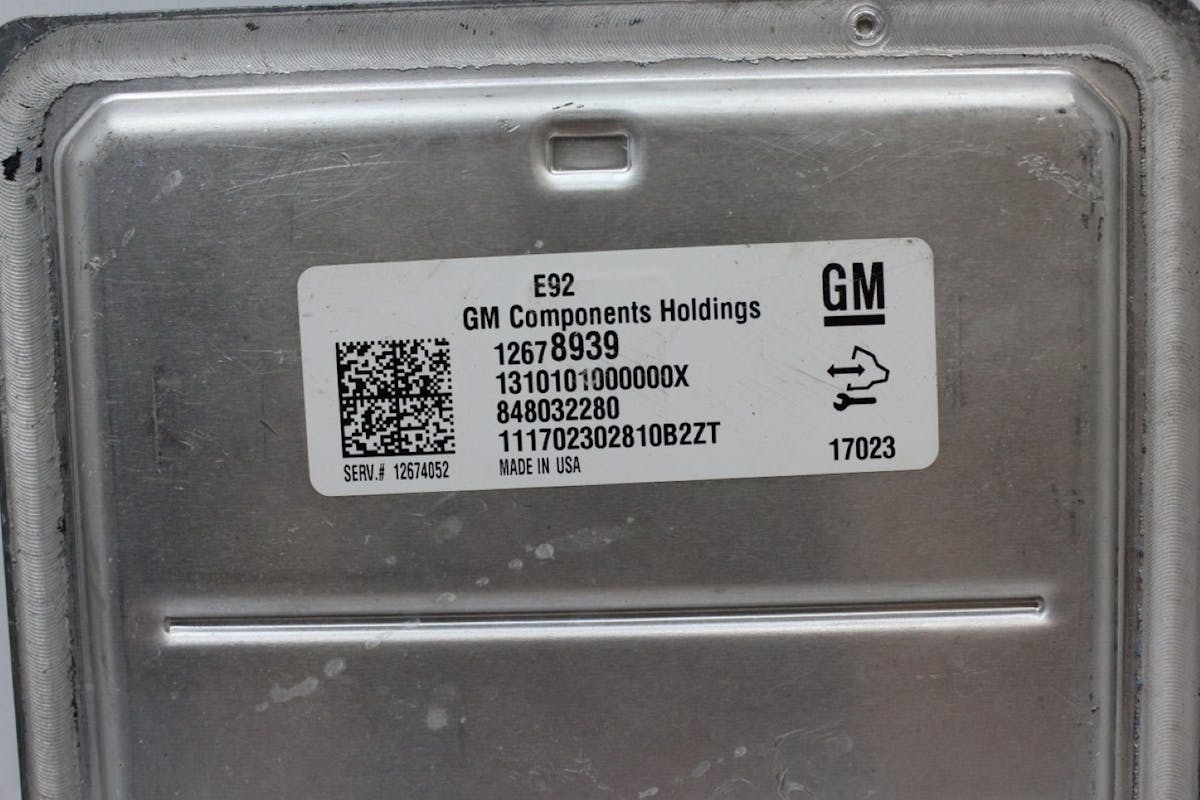 E92
GM
GM Components Holdings
12678939
1310101000000X
848032280
111702302810B2ZT
17023
SERV.# 12674052
MADE IN USA